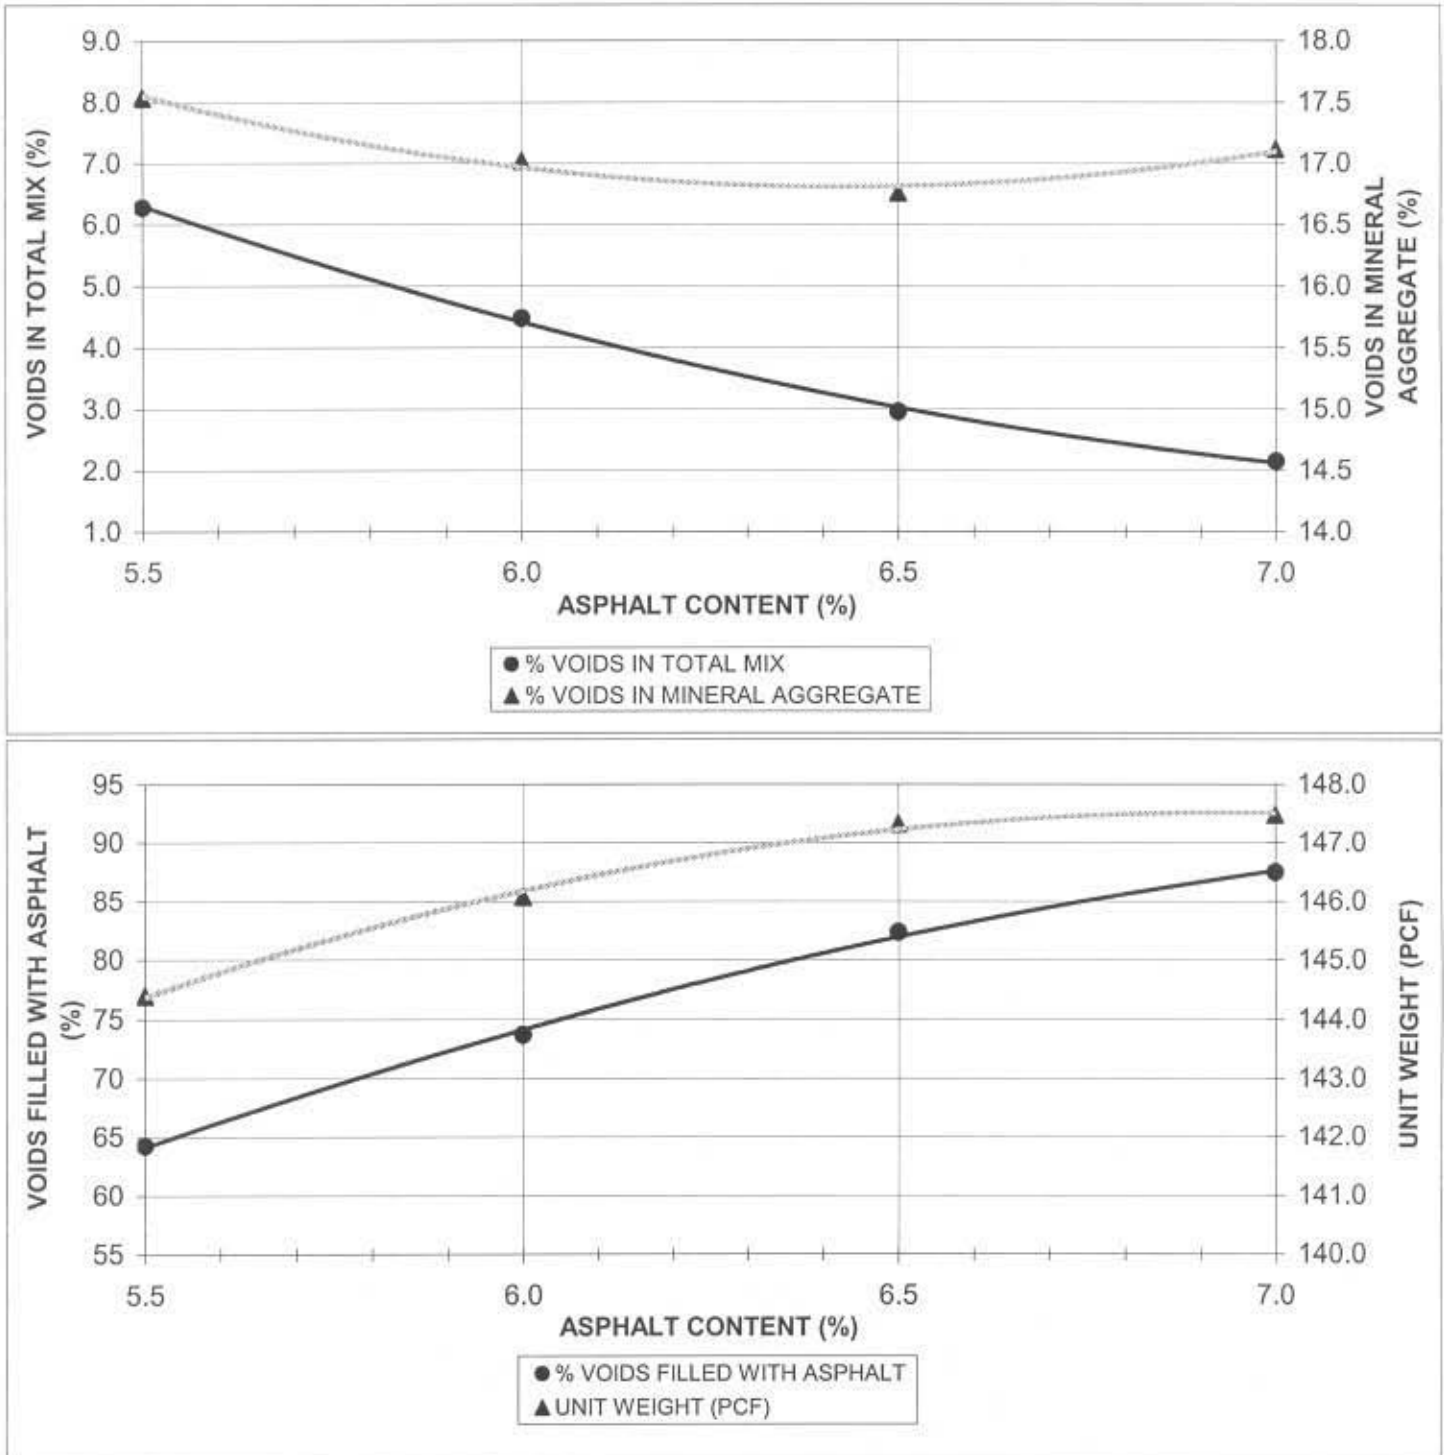 9.0 18.0
8.0 17.5
7.0 17.0
6.0 16.5
5.0 16.0
4.0 15.5
3.0 15.0
2.0 14.5
1.0 14.0
VOIDS IN TOTAL MIX (%)
VOIDS IN MINERAL
AGGREGATE (%)
5.5 6.0 6.5 7.0
ASPHALT CONTENT (%)
% VOIDS IN TOTAL MIX
% VOIDS IN MINERAL AGGREGATE
95 148.0
90 147.0
85 146.0
80 145.0
75 144.0
70 143.0
65 142.0
60 141.0
55 140.0
VOIDS FILLED WITH ASPHALT
(%)
UNIT WEIGHT (PCF)
5.5 6.0 6.5 7.0
ASPHALT CONTENT (%)
% VOIDS FILLED WITH ASPHALT
UNIT WEIGHT (PCF)